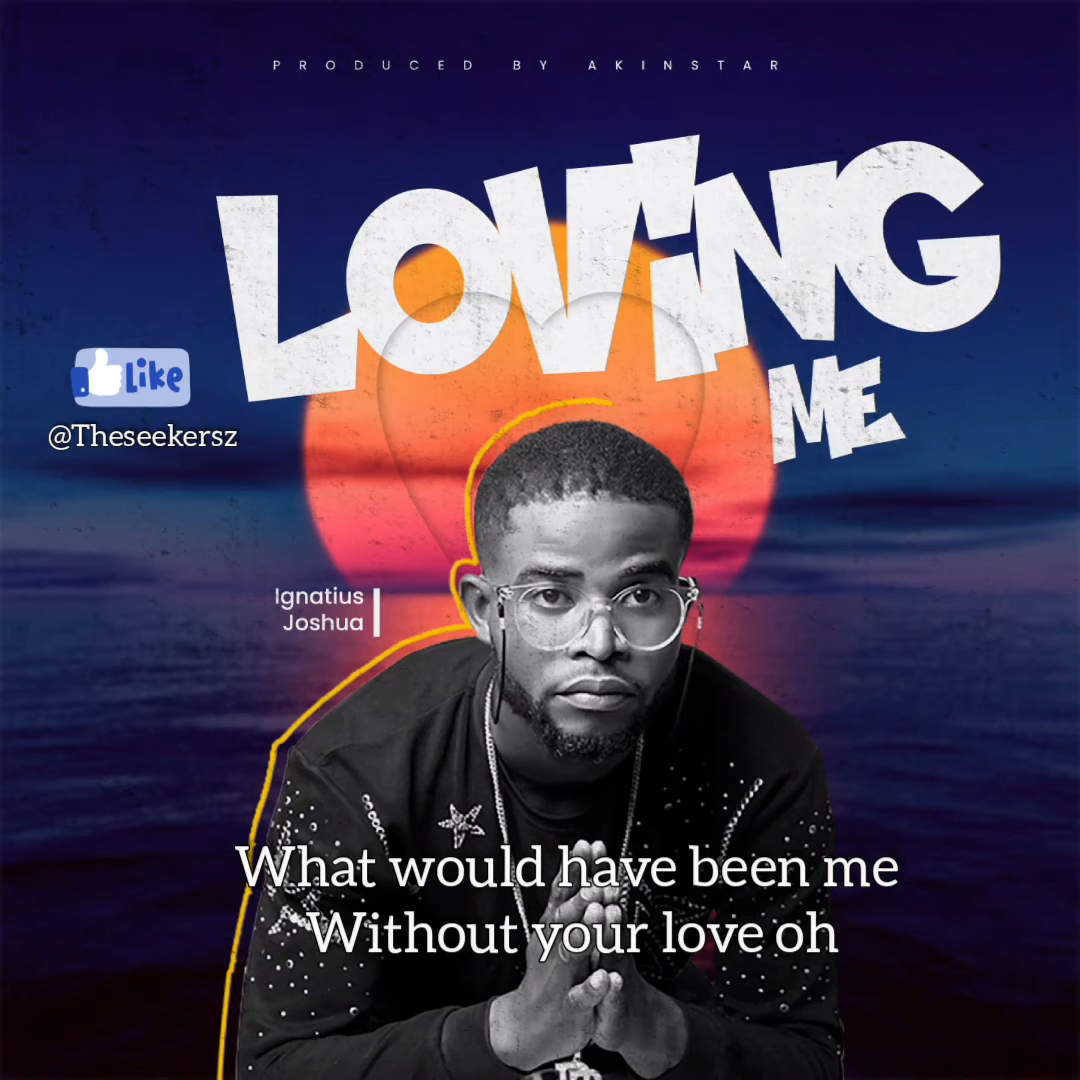 PRODUCED BY AKINSTAR
LOViNG
ME
Like
@Theseekersz
Ignatius
Joshua
What would have been me
Without your love oh